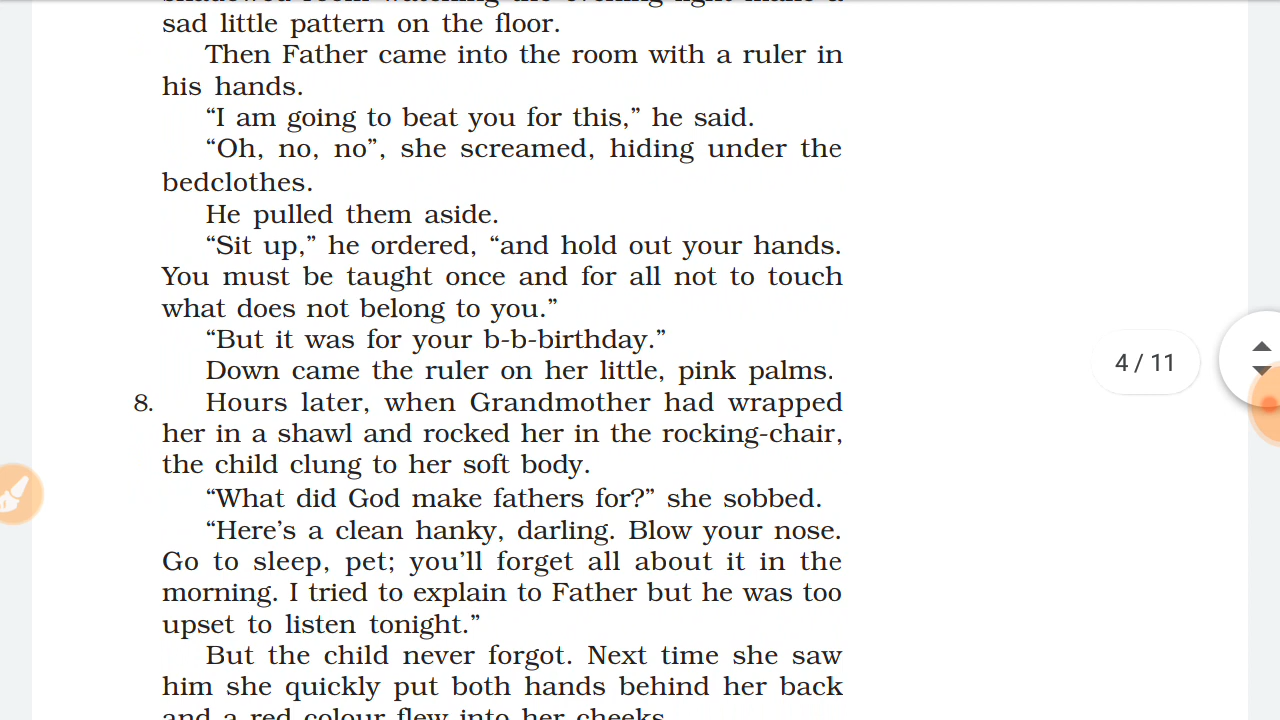 sad little pattern on the floor.
Then Father came into the room with a ruler in
his hands.
“I am going to beat you for this,” he said.
“Oh, no, no”, she screamed, hiding under the
bedclothes.
He pulled them aside.
“Sit up,” he ordered, “and hold out your hands.
You must be taught once and for all not to touch
what does not belong to you.”
“But it was for your b-b-birthday.”
Down came the ruler on her little, pink palms.
8. Hours later, when Grandmother had wrapped
her in a shawl and rocked her in the rocking-chair,
the child clung to her soft body.
“What did God make fathers for?” she sobbed.
“Here’s a clean hanky, darling. Blow your nose.
Go to sleep, pet; you’ll forget all about it in the
morning. I tried to explain to Father but he was too
upset to listen tonight.”
But the child never forgot. Next time she saw
him she quickly put both hands behind her back
and a red colour flew into her cheeks.
4 / 11